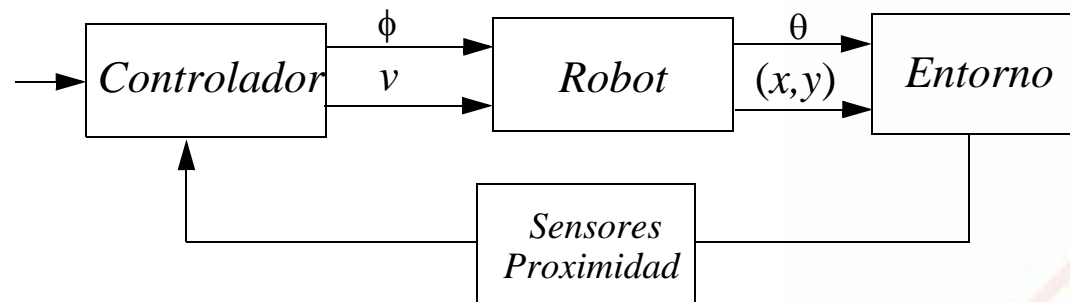 Controlador
ϕ
v
Robot
θ
(x,y)
Entorno
Sensores
Proximidad